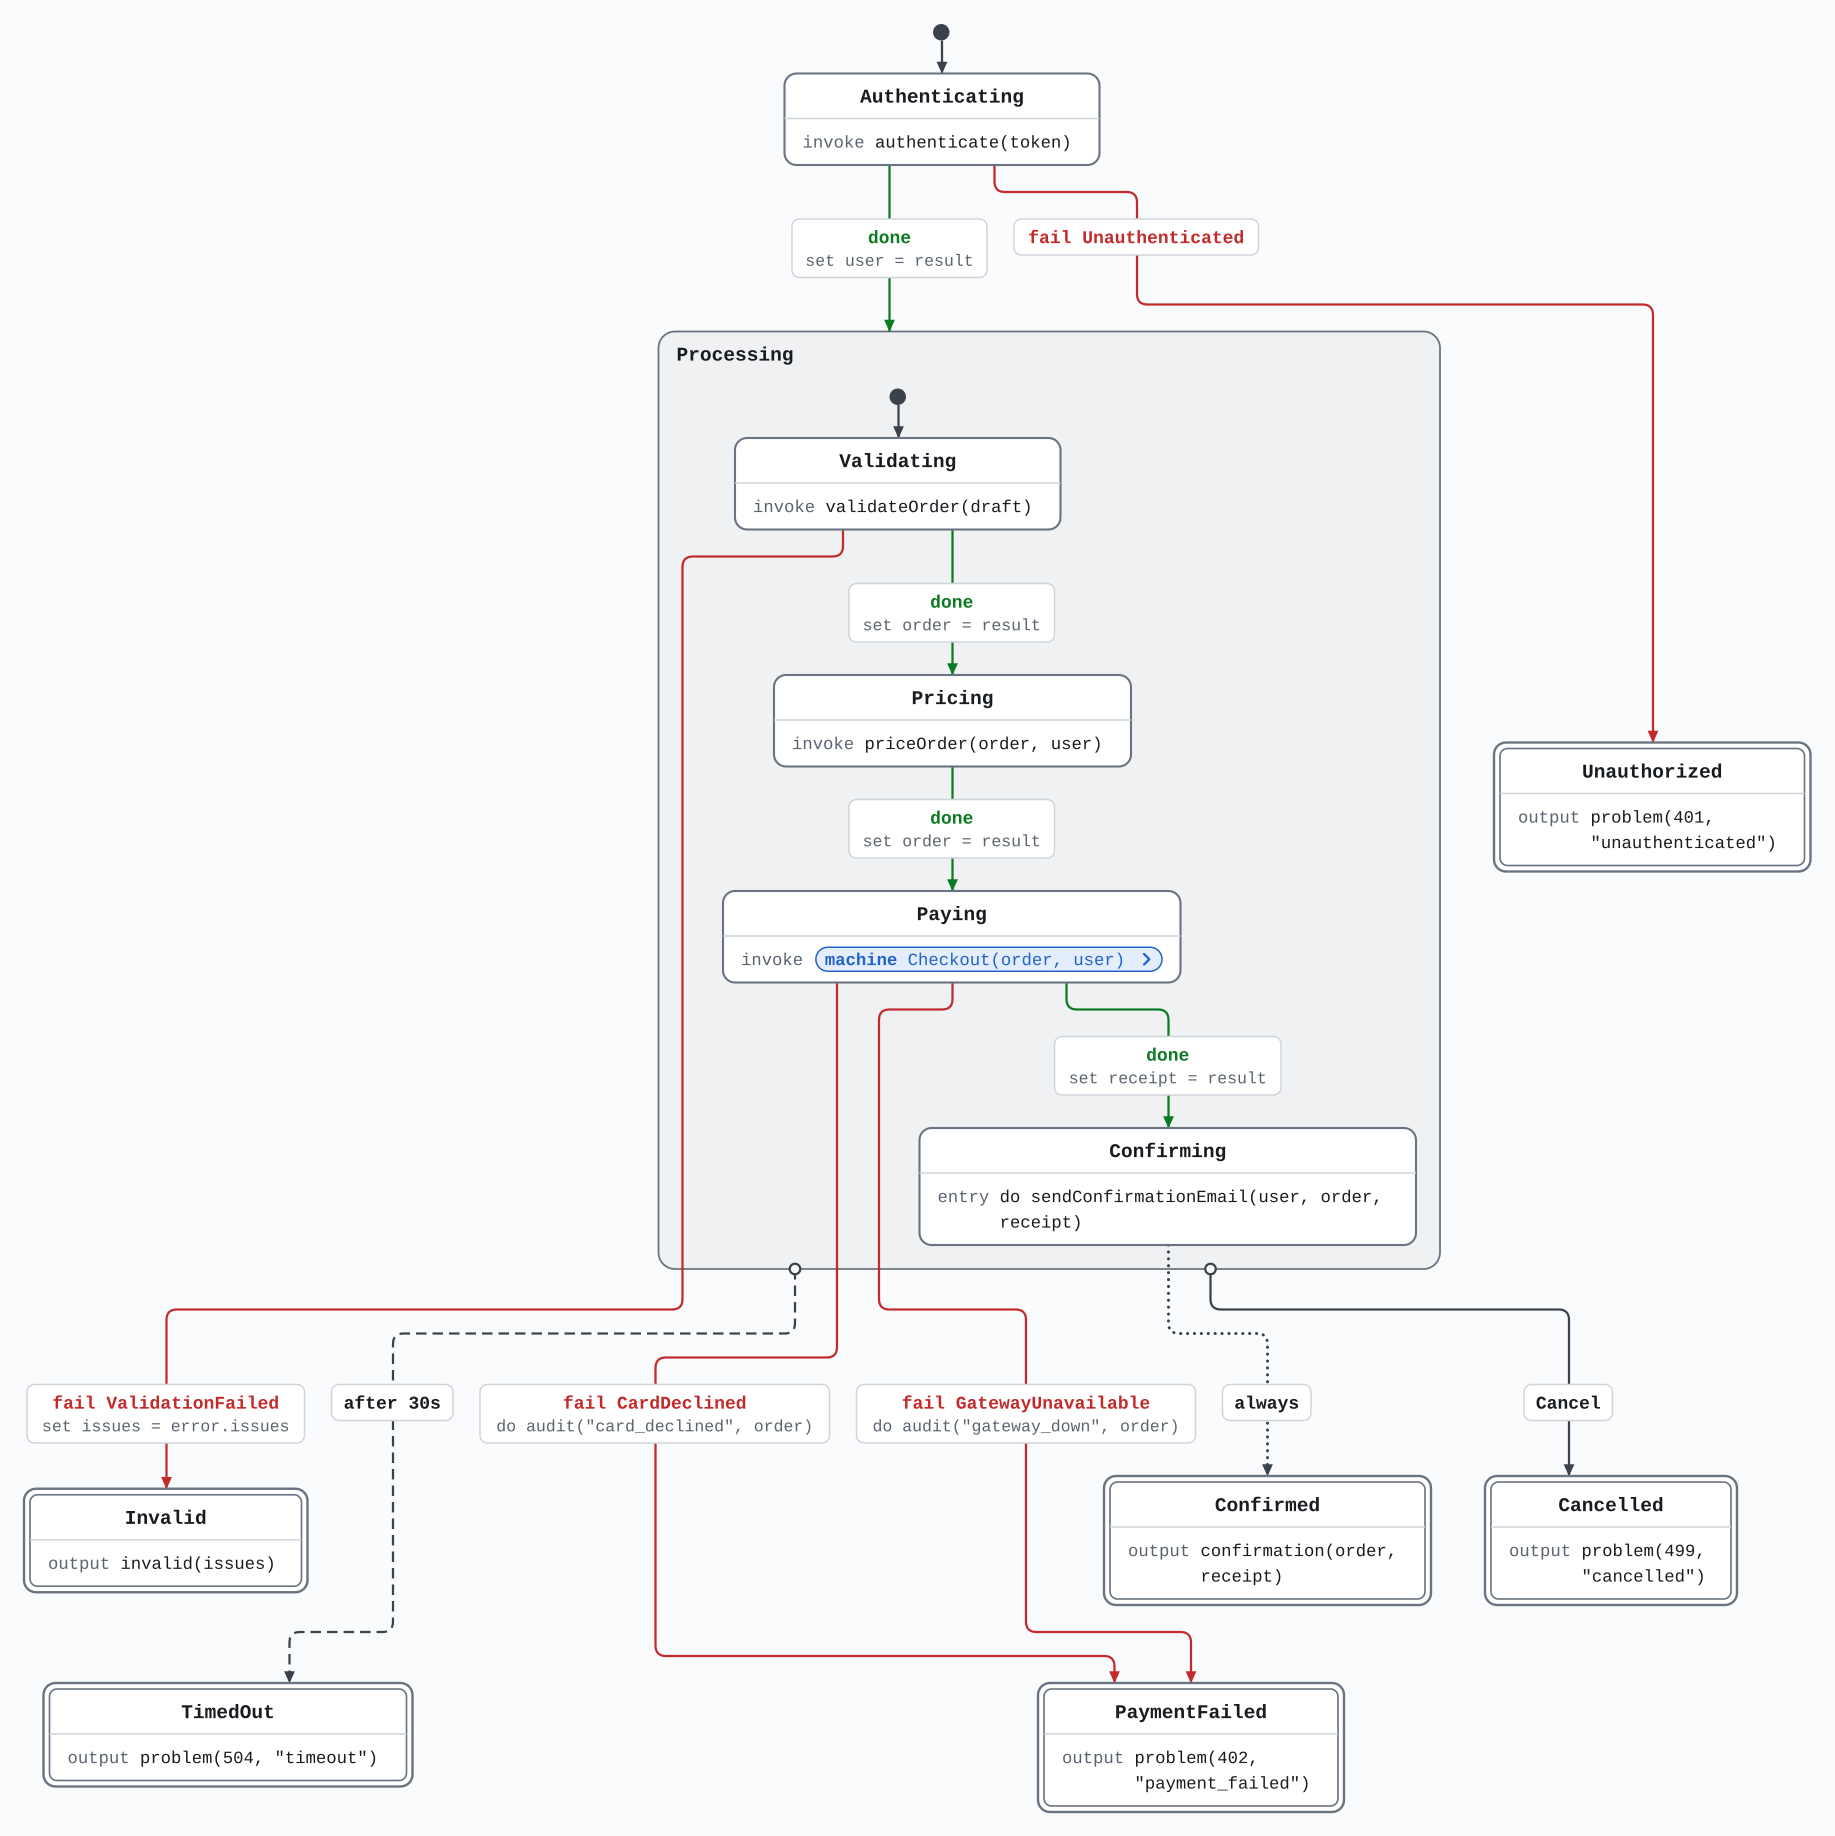 Authenticating
invoke authenticate(token)
done
set user = result
fail Unauthenticated
Processing
Validating
invoke validateOrder(draft)
done
set order = result
Pricing
invoke priceOrder(order, user)
Unauthorized
output problem(401,
"unauthenticated")
done
set order = result
Paying
invoke machine Checkout(order, user)
done
set receipt = result
Confirming
entry do sendConfirmationEmail(user, order,
receipt)
fail ValidationFailed
set issues = error.issues
after 30s
fail CardDeclined
do audit("card_declined", order)
fail GatewayUnavailable
do audit("gateway_down", order)
always
Cancel
Invalid
output invalid(issues)
Confirmed
output confirmation(order,
receipt)
Cancelled
output problem(499,
"cancelled")
TimedOut
output problem(504, "timeout")
PaymentFailed
output problem(402,
"payment_failed")